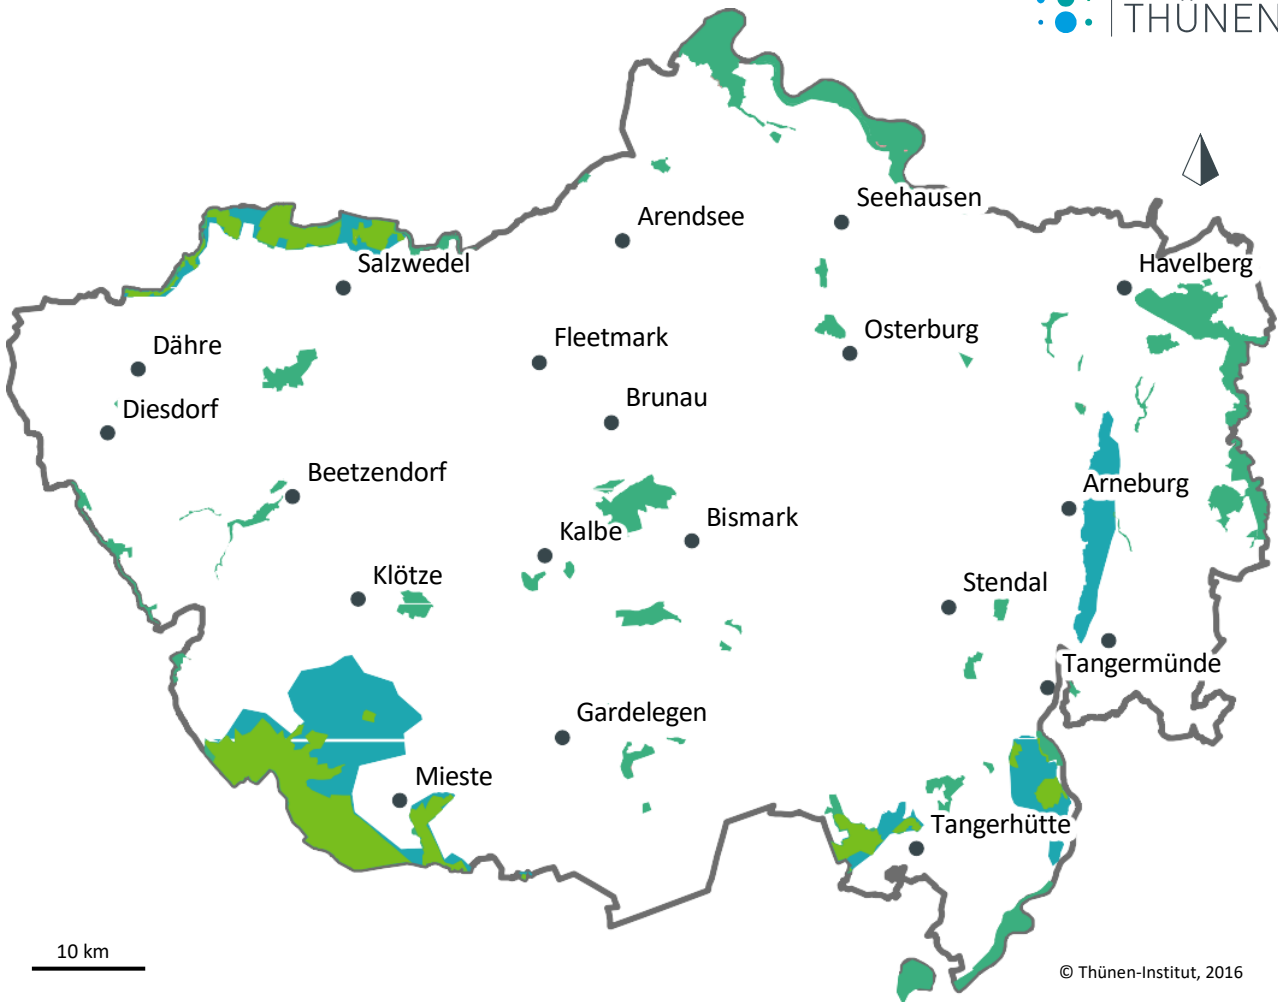 THÜNEN
Seehausen
Arendsee
Salzwedel
Havelberg
Dähre
Fleetmark
Osterburg
Diesdorf
Brunau
Beetzendorf
Arneburg
Kalbe
Bismark
Klötze
Stendal
Tangermünde
Gardelegen
Mieste
Tangerhütte
10 km
© Thünen-Institut, 2016